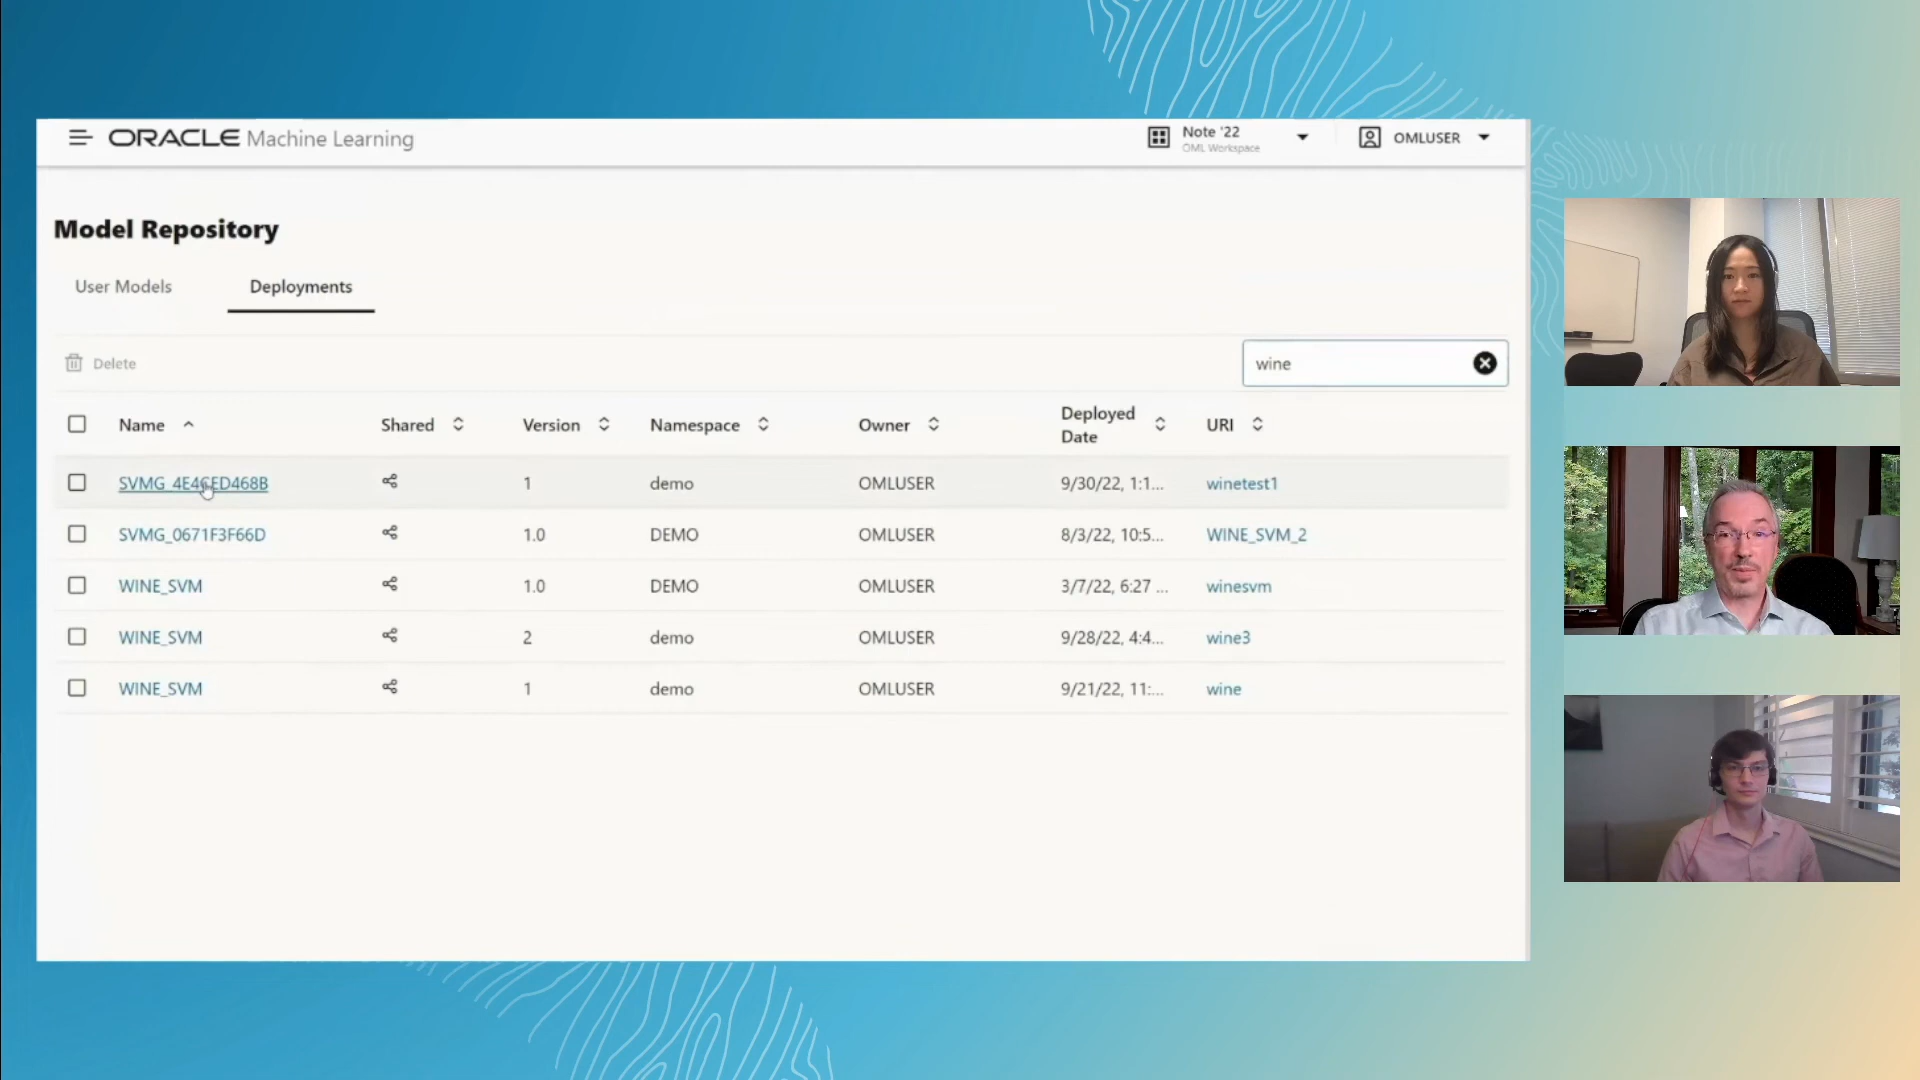 ORACLE Machine Learning
Note '22
OML Workspace
OMLUSER
Model Repository
User Models Deployments
Delete
wine
Name Shared Version Namespace Owner Deployed Date URI
SVMG_4E4CED468B 1 demo OMLUSER 9/30/22, 1:1... winetest1
SVMG_0671F3F66D 1.0 DEMO OMLUSER 8/3/22, 10:5... WINE_SVM_2
WINE_SVM 1.0 DEMO OMLUSER 3/7/22, 6:27 ... winesvm
WINE_SVM 2 demo OMLUSER 9/28/22, 4:4... wine3
WINE_SVM 1 demo OMLUSER 9/21/22, 11:... wine